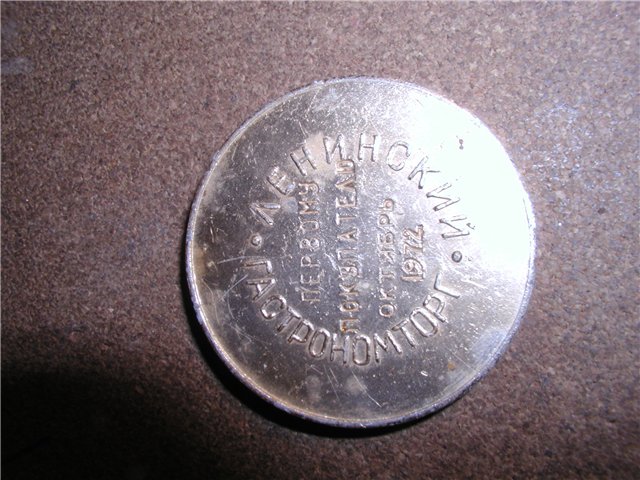 ЛЕНИНСКИЙ
ПЕРВОМУ
ПОКУПАТЕЛЮ
ОКТЯБРЬ
1972
• ГАСТРОНОМТОРГ •